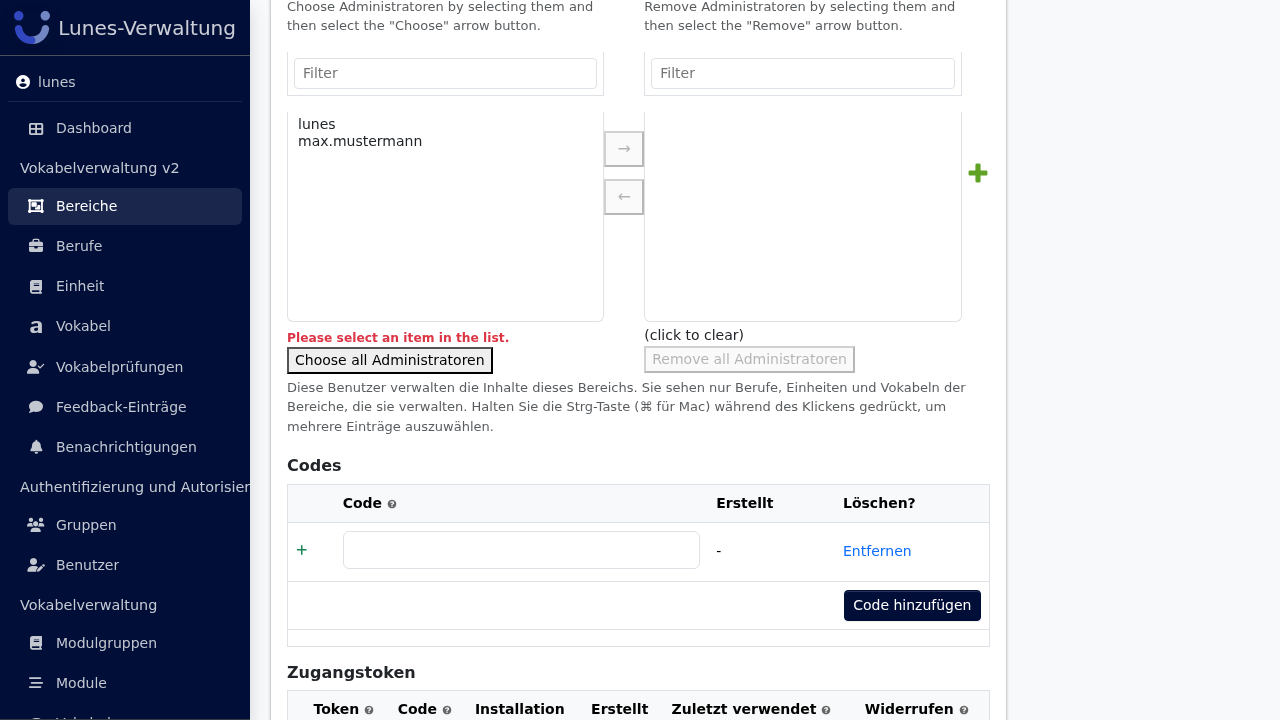 Lunes-Verwaltung
lunes
Dashboard
Vokabelverwaltung v2
Bereiche
Berufe
Einheit
Vokabel
Vokabelprüfungen
Feedback-Einträge
Benachrichtigungen
Authentifizierung und Autorisier
Gruppen
Benutzer
Vokabelverwaltung
Modulgruppen
Module
Choose Administratoren by selecting them and
then select the "Choose" arrow button.
Filter
lunes
max.mustermann
→
←
Please select an item in the list.
Choose all Administratoren
Remove Administratoren by selecting them and
then select the "Remove" arrow button.
Filter
(click to clear)
Remove all Administratoren
Diese Benutzer verwalten die Inhalte dieses Bereichs. Sie sehen nur Berufe, Einheiten und Vokabeln der
Bereiche, die sie verwalten. Halten Sie die Strg-Taste (⌘ für Mac) während des Klickens gedrückt, um
mehrere Einträge auszuwählen.
Codes
Code Erstellt Löschen?
+ - Entfernen
Code hinzufügen
Zugangstoken
Token Code Installation Erstellt Zuletzt verwendet Widerrufen